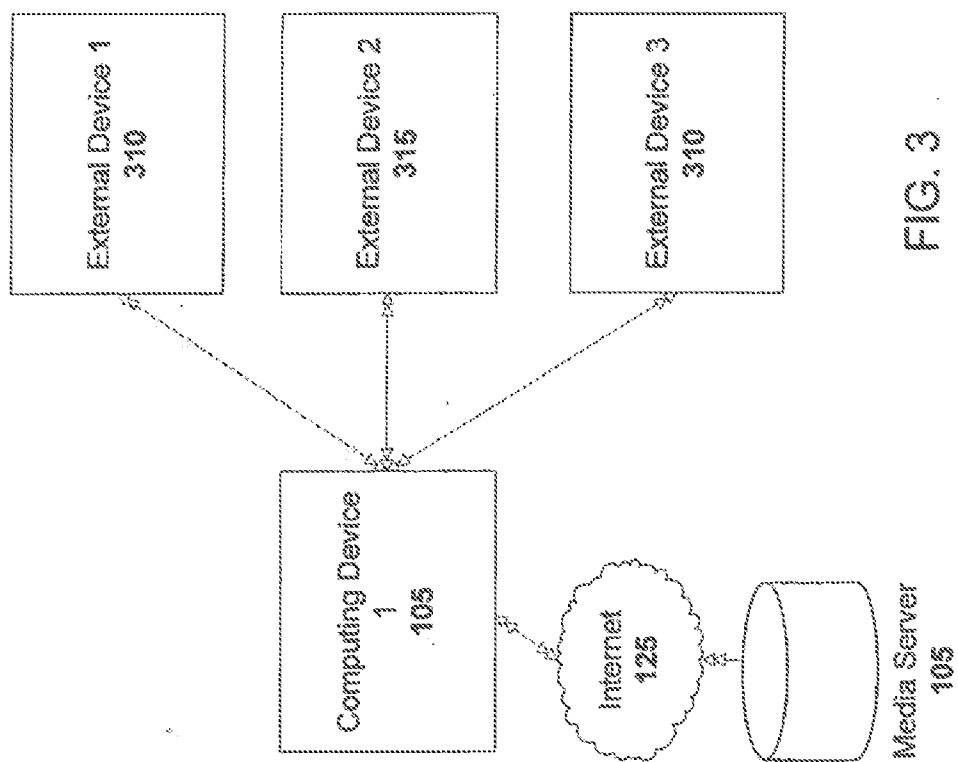 External Device 1
310
External Device 2
315
External Device 3
310
Computing Device
1
105
Internet
125
Media Server
105
FIG. 3